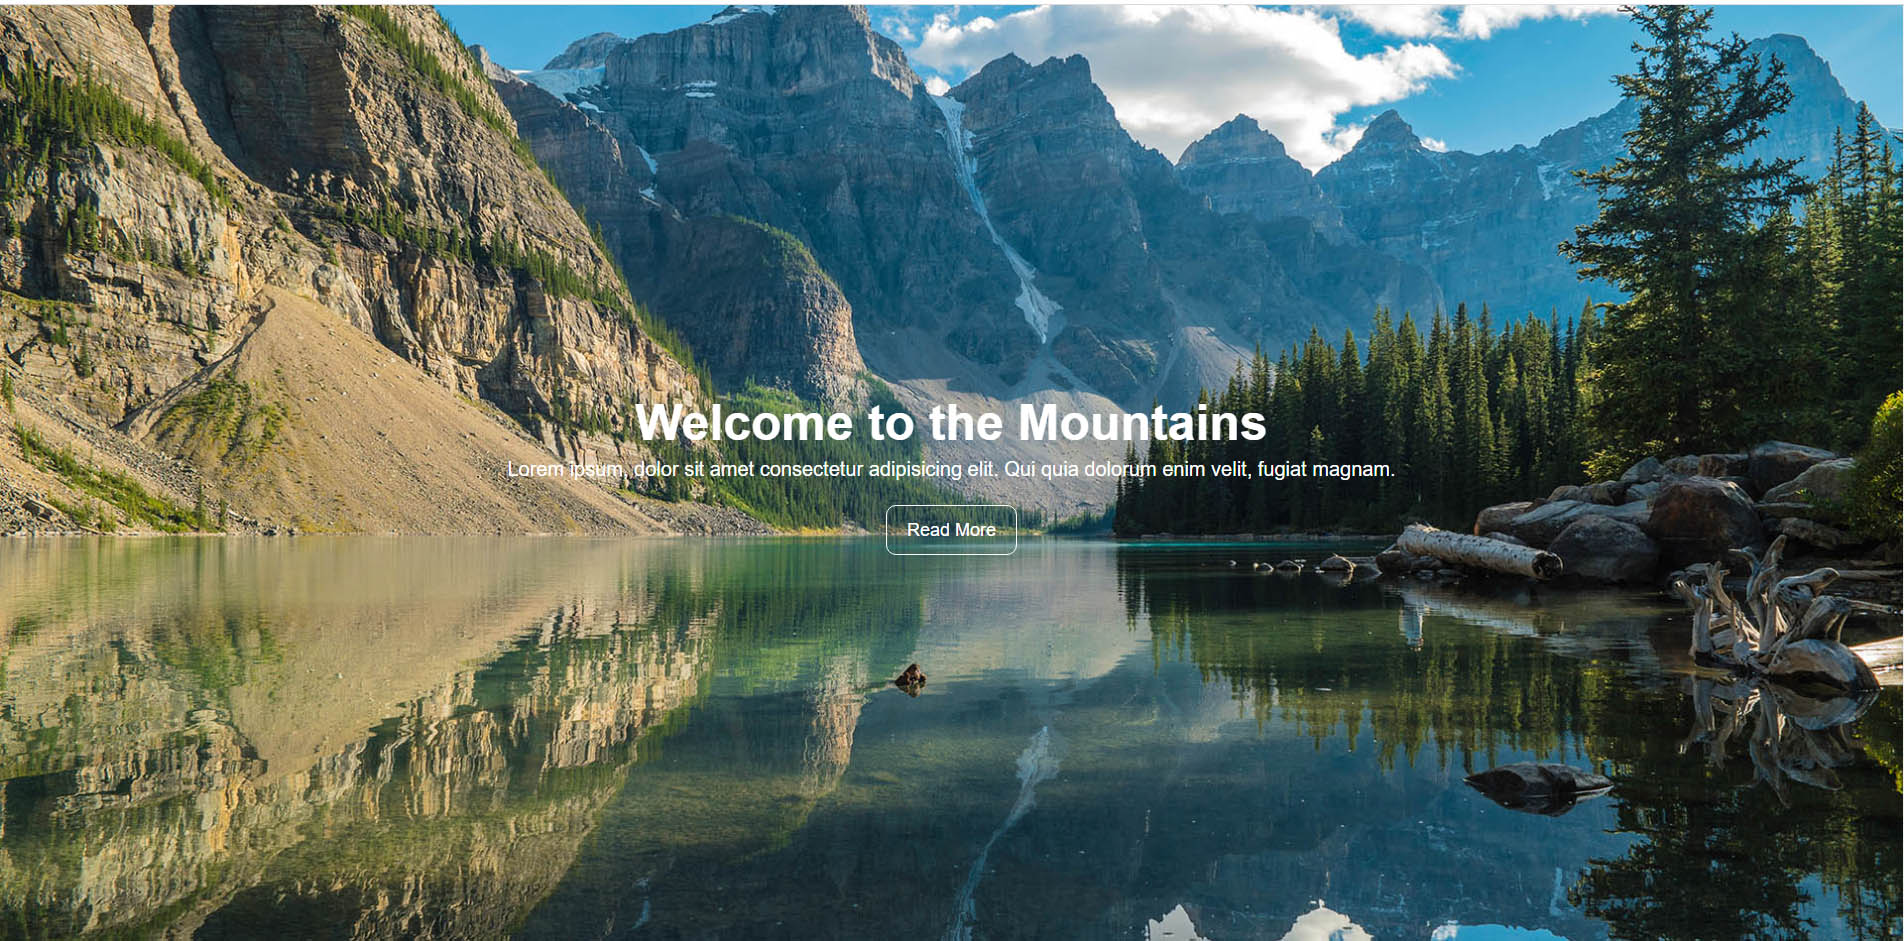 Welcome to the Mountains
Lorem ipsum, dolor sit amet consectetur adipisicing elit. Qui quia dolorum enim velit, fugiat magnam.
Read More